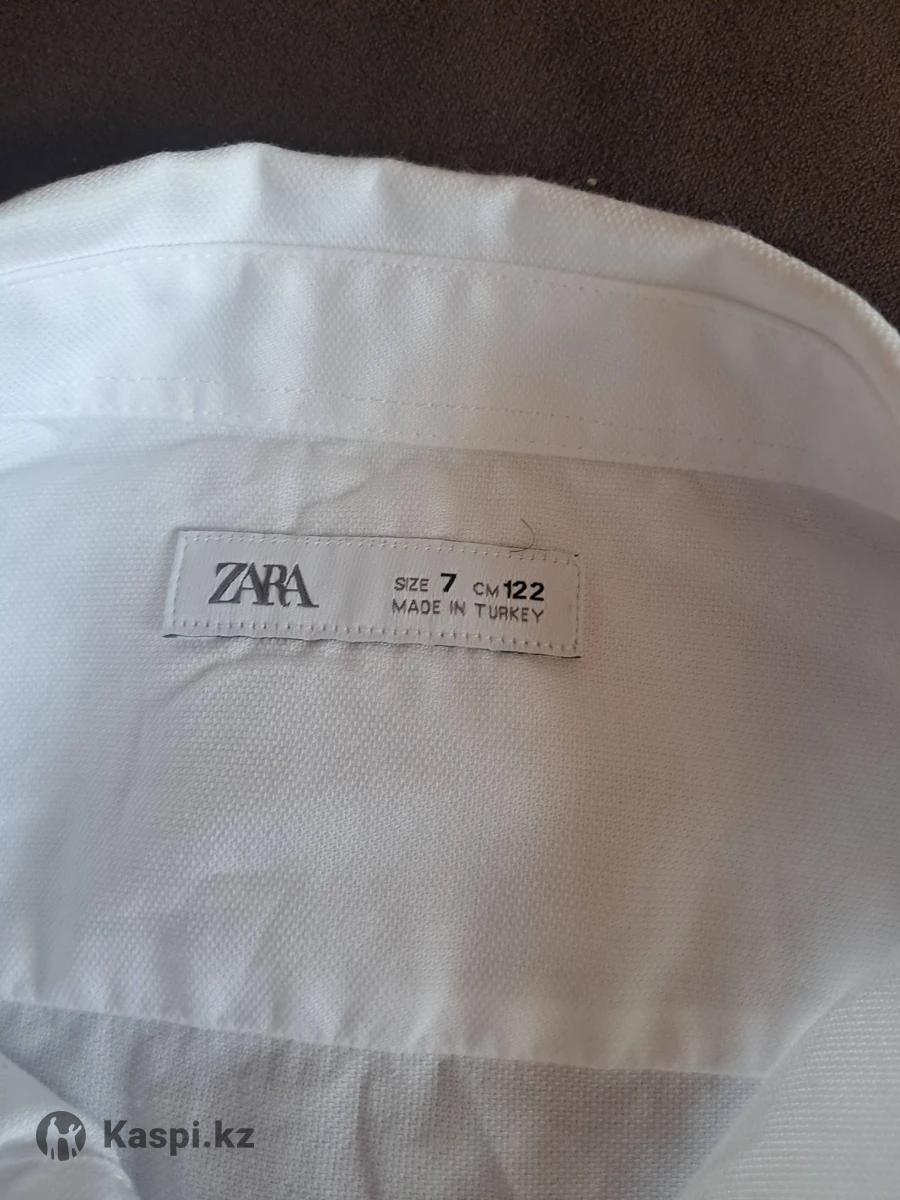 ZARA
SIZE 7 CM 122
MADE IN TURKEY
Kaspi.kz